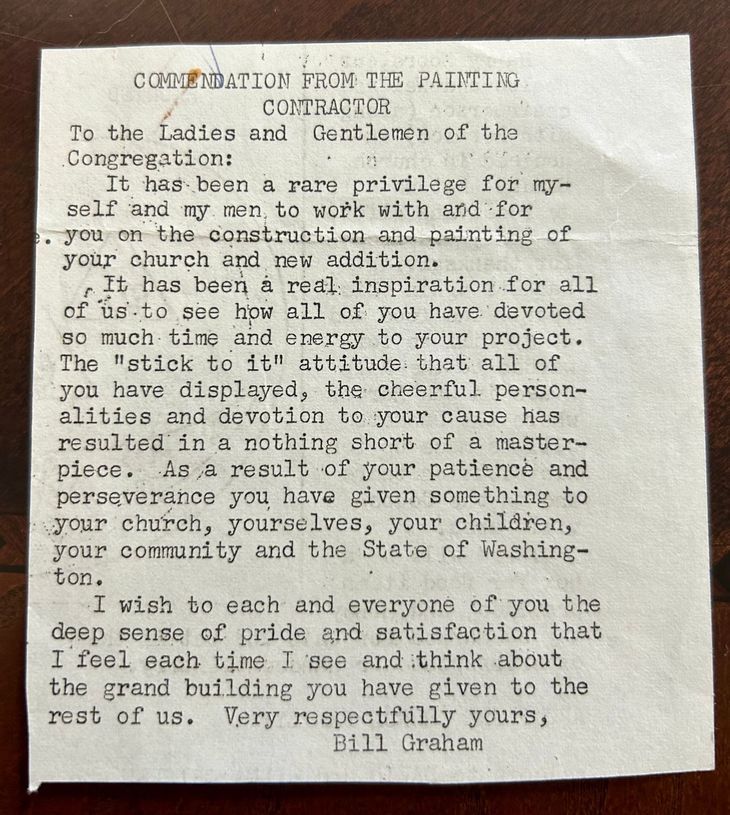 COMMENDATION FROM THE PAINTING
CONTRACTOR
To the Ladies and Gentlemen of the
Congregation:
It has been a rare privilege for my-
self and my men to work with and for
e. you on the construction and painting of
your church and new addition.
It has been a real inspiration for all
of us to see how all of you have devoted
so much time and energy to your project.
The "stick to it" attitude that all of
you have displayed, the cheerful person-
alities and devotion to your cause has
resulted in a nothing short of a master-
piece. As a result of your patience and
perseverance you have given something to
your church, yourselves, your children,
your community and the State of Washing-
ton.
I wish to each and everyone of you the
deep sense of pride and satisfaction that
I feel each time I see and think about
the grand building you have given to the
rest of us. Very respectfully yours,
Bill Graham